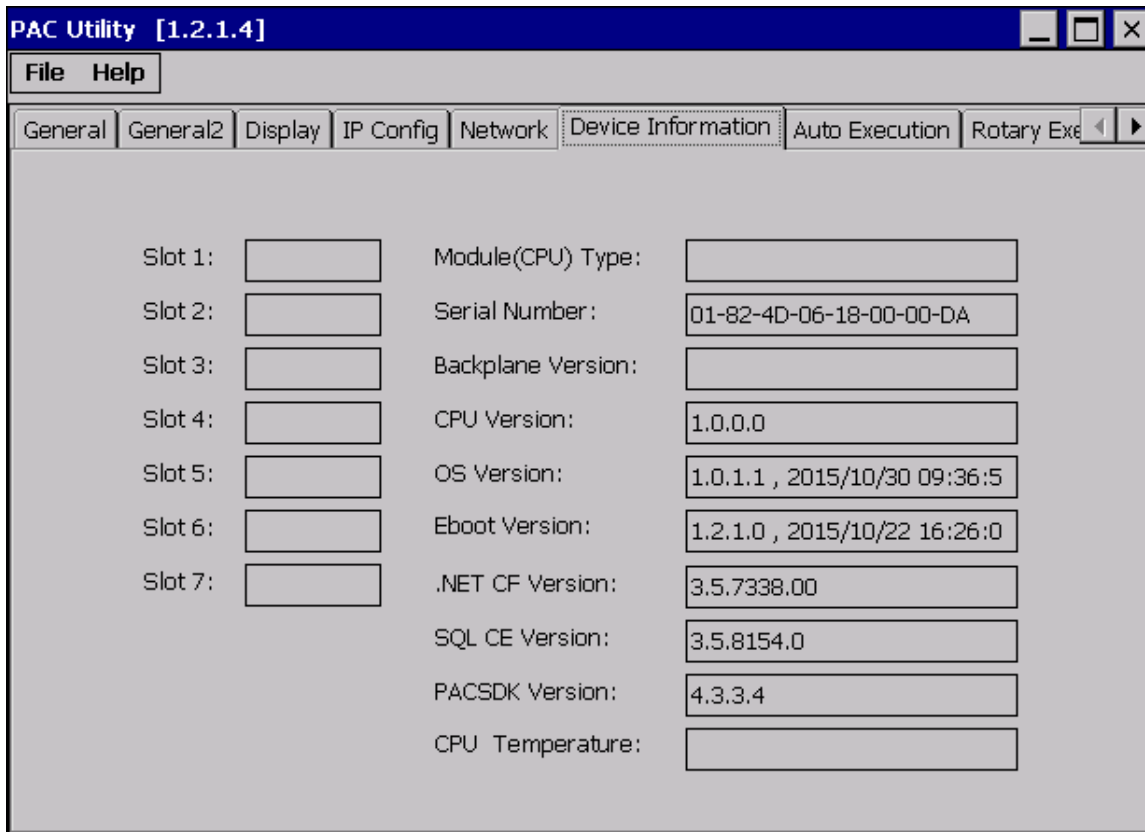 PAC Utility [1.2.1.4]
File Help
General General2 Display IP Config Network Device Information Auto Execution Rotary Exe
Slot 1: Module(CPU) Type:
Slot 2: Serial Number: 01-82-4D-06-18-00-00-DA
Slot 3: Backplane Version:
Slot 4: CPU Version: 1.0.0.0
Slot 5: OS Version: 1.0.1.1 , 2015/10/30 09:36:5
Slot 6: Eboot Version: 1.2.1.0 , 2015/10/22 16:26:0
Slot 7: .NET CF Version: 3.5.7338.00
SQL CE Version: 3.5.8154.0
PACSDK Version: 4.3.3.4
CPU Temperature: